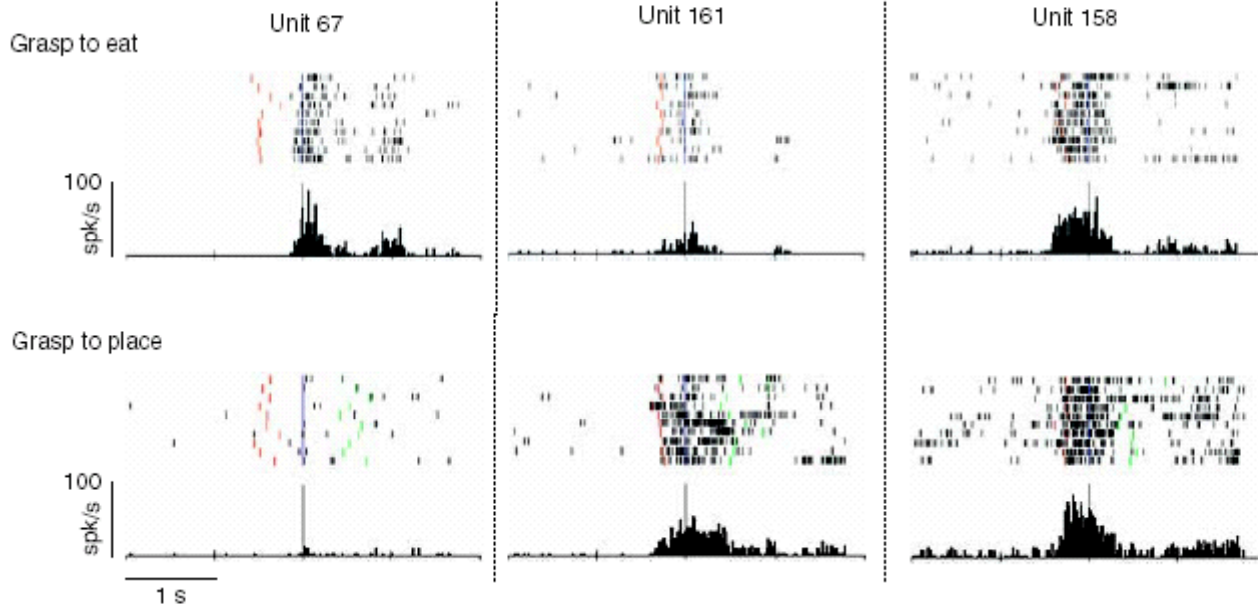 Unit 67
Unit 161
Unit 158
Grasp to eat
100
spk/s
Grasp to place
100
spk/s
1 s